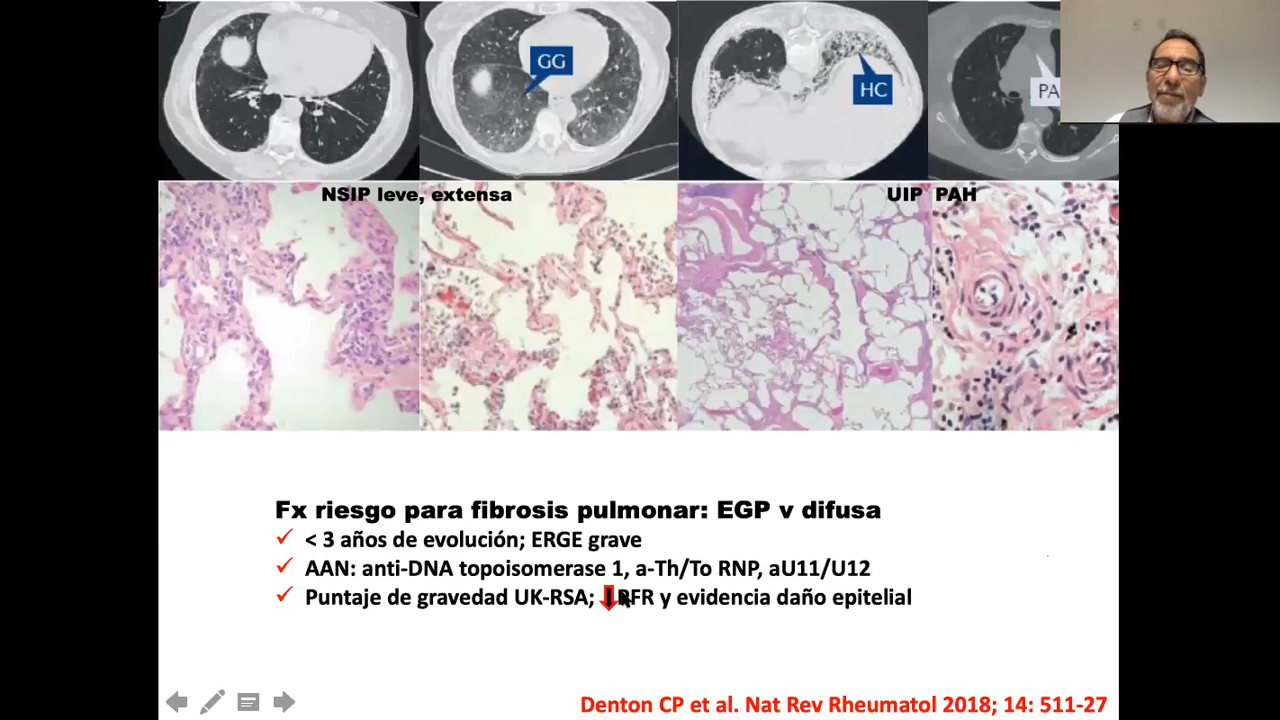 GG
HC
PA
NSIP leve, extensa
UIP PAH
Fx riesgo para fibrosis pulmonar: EGP v difusa
< 3 años de evolución; ERGE grave
AAN: anti-DNA topoisomerase 1, a-Th/To RNP, aU11/U12
Puntaje de gravedad UK-RSA; PFR y evidencia daño epitelial
Denton CP et al. Nat Rev Rheumatol 2018; 14: 511-27